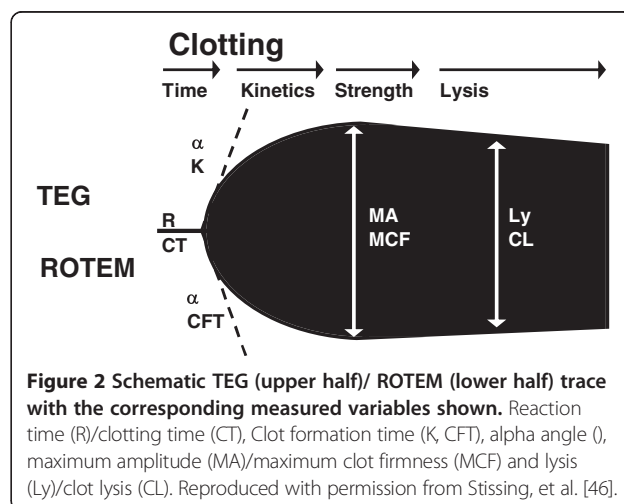 Clotting
Time Kinetics Strength Lysis
α
K
TEG
R
MA Ly
CT
MCF CL
ROTEM
α
CFT
Figure 2 Schematic TEG (upper half)/ ROTEM (lower half) trace
with the corresponding measured variables shown. Reaction
time (R)/clotting time (CT), Clot formation time (K, CFT), alpha angle (),
maximum amplitude (MA)/maximum clot firmness (MCF) and lysis
(Ly)/clot lysis (CL). Reproduced with permission from Stissing, et al. [46].